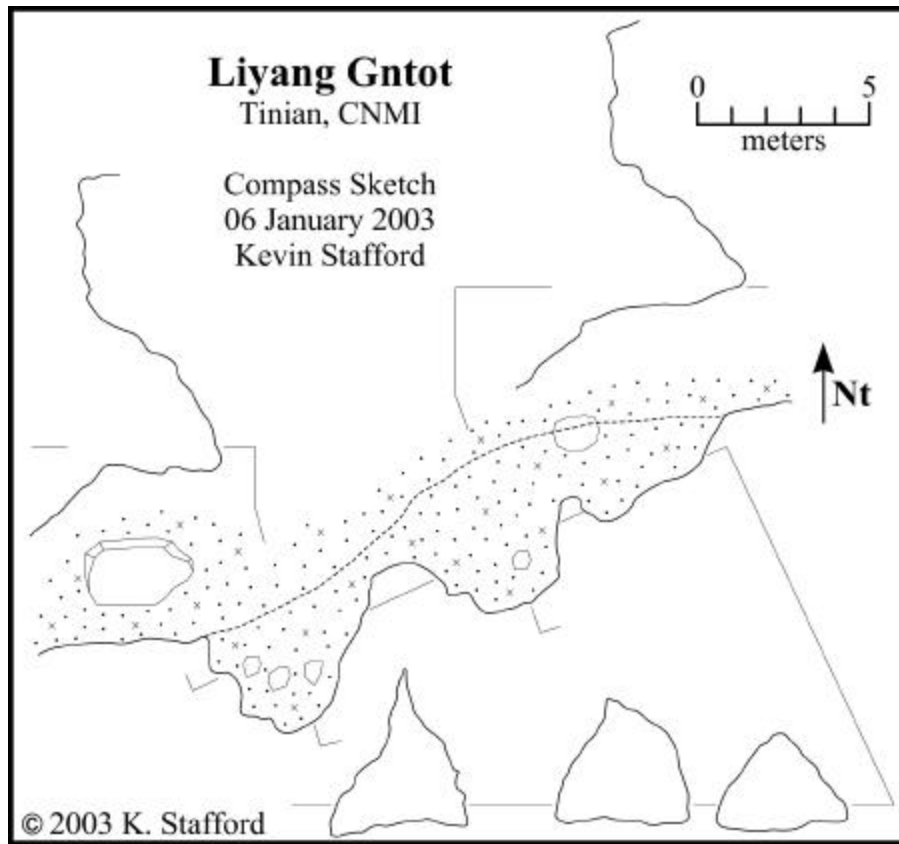 Liyang Gntot
Tinian, CNMI
Compass Sketch
06 January 2003
Kevin Stafford
0 5
meters
Nt
© 2003 K. Stafford